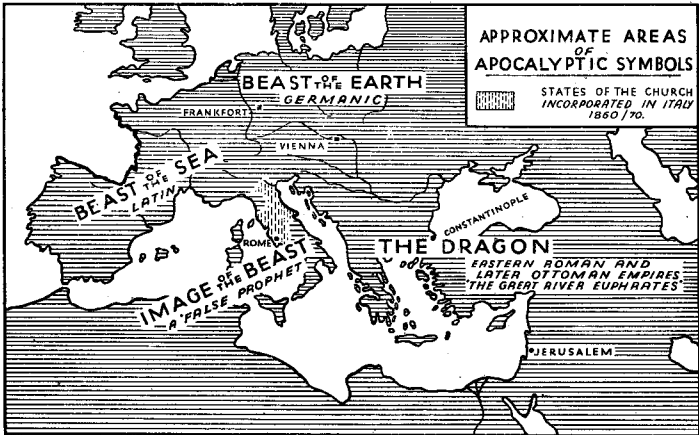 APPROXIMATE AREAS
OF
APOCALYPTIC SYMBOLS
STATES OF THE CHURCH
INCORPORATED IN ITALY
1860/70.
BEAST OF THE EARTH
GERMANIC
FRANKFORT
VIENNA
BEAST OF THE SEA
LATIN
CONSTANTINOPLE
ROME
THE DRAGON
EASTERN ROMAN AND
LATER OTTOMAN EMPIRES
"THE GREAT RIVER EUPHRATES"
IMAGE OF THE BEAST
A "FALSE PROPHET"
JERUSALEM